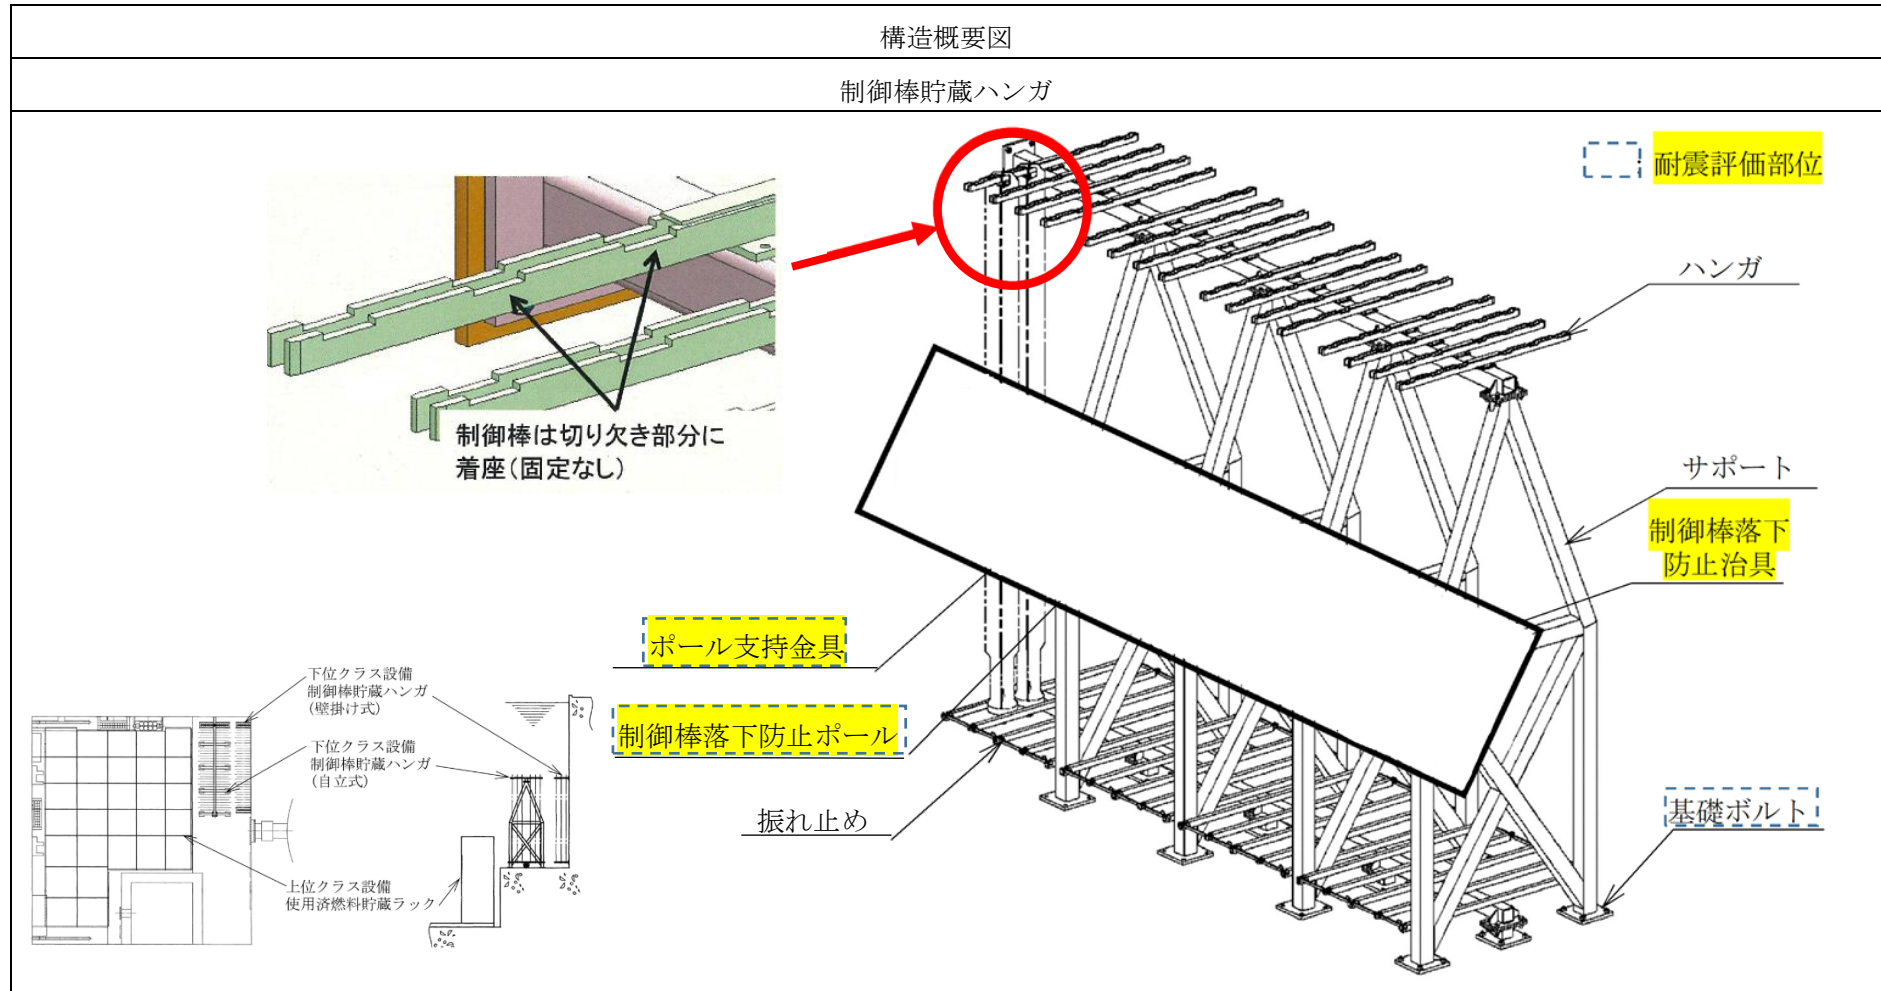 構造概要図
制御棒貯蔵ハンガ
: 耐震評価部位
ハンガ
制御棒は切り欠き部分に
着座(固定なし)
サポート
制御棒落下
防止治具
ポール支持金具
制御棒落下防止ポール
振れ止め
基礎ボルト
下位クラス設備
制御棒貯蔵ハンガ
(壁掛け式)
下位クラス設備
制御棒貯蔵ハンガ
(自立式)
上位クラス設備
使用済燃料貯蔵ラック